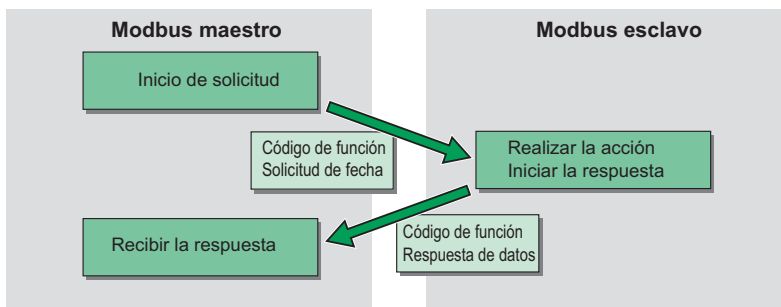 Modbus maestro
Modbus esclavo
Inicio de solicitud
Código de función
Solicitud de fecha
Realizar la acción
Iniciar la respuesta
Recibir la respuesta
Código de función
Respuesta de datos